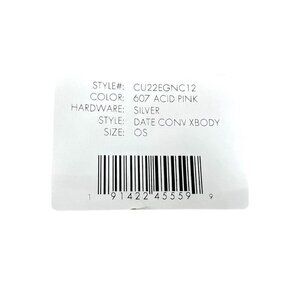 STYLE#: CU22EGNC12
COLOR: 607 ACID PINK
HARDWARE: SILVER
STYLE: DATE CONV XBODY
SIZE: OS
1 91422 45559 9